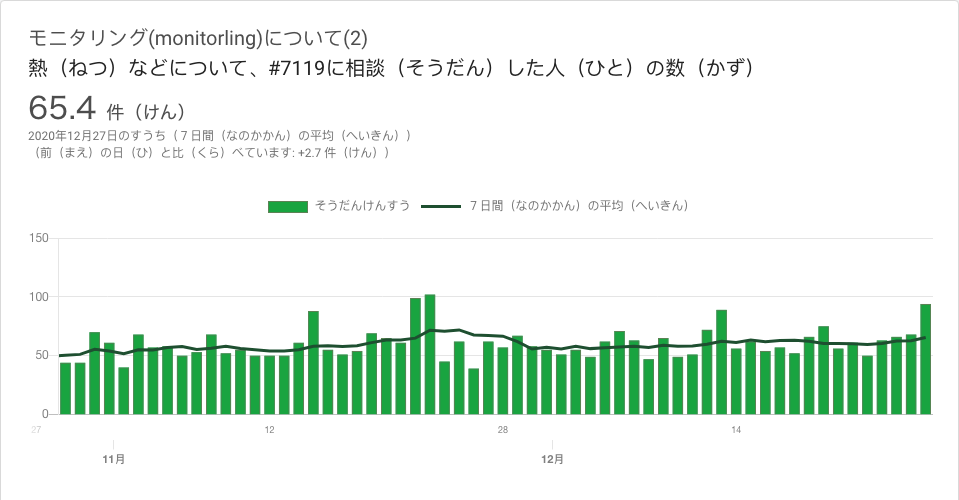 モニタリング(monitorling)について(2)
熱（ねつ）などについて、#7119に相談（そうだん）した人（ひと）の数（かず）
65.4 件（けん）
2020年12月27日のすうち（７日間（なのかかん）の平均（へいきん））
（前（まえ）の日（ひ）と比（くら）べています: +2.7 件（けん））
そうだんけんすう ７日間（なのかかん）の平均（へいきん）
150
100
50
0
27 12 28 14
11月 12月